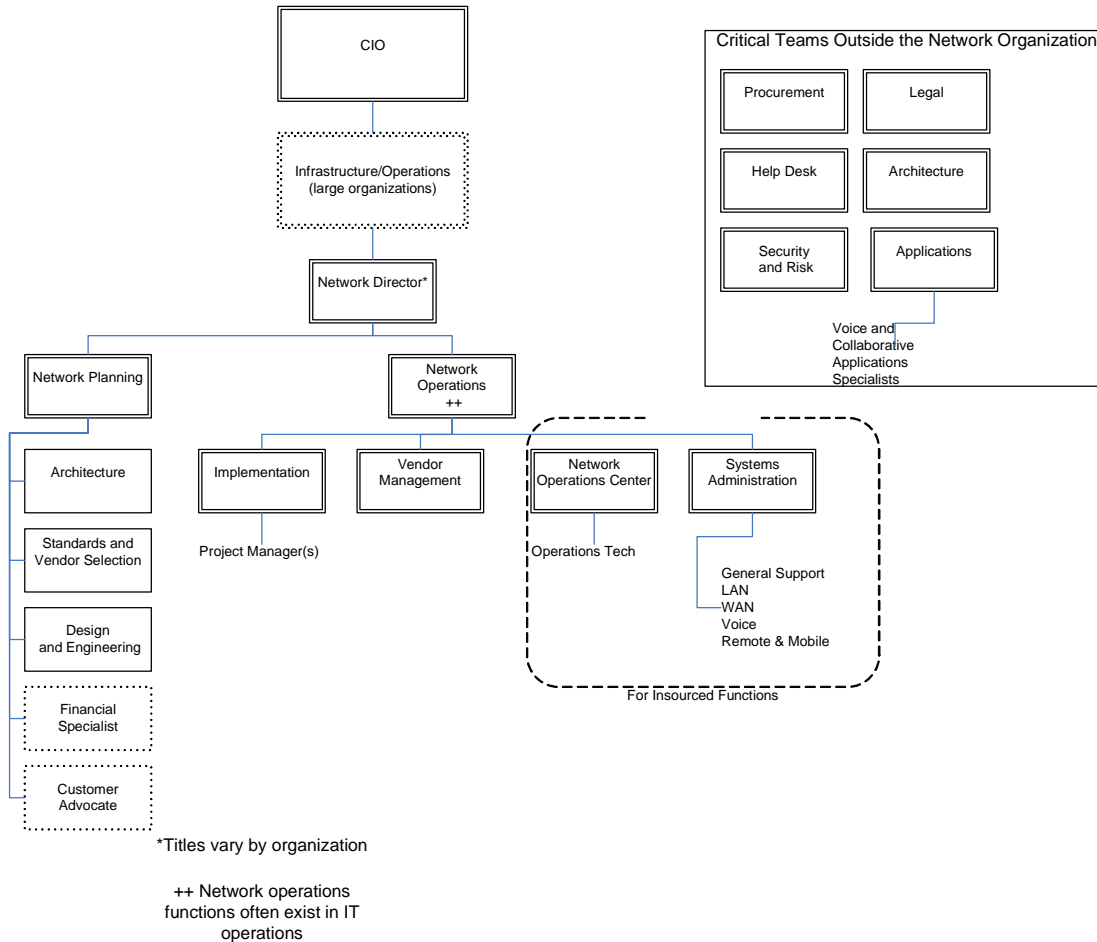 CIO
Infrastructure/Operations
(large organizations)
Network Director*
Network Planning
Network
Operations
++
Architecture
Standards and
Vendor Selection
Design
and Engineering
Financial
Specialist
Customer
Advocate
Implementation
Project Manager(s)
Vendor
Management
Network
Operations Center
Operations Tech
Systems
Administration
General Support
LAN
WAN
Voice
Remote & Mobile
For Insourced Functions
Critical Teams Outside the Network Organization
Procurement
Legal
Help Desk
Architecture
Security
and Risk
Applications
Voice and
Collaborative
Applications
Specialists
*Titles vary by organization
++ Network operations
functions often exist in IT
operations